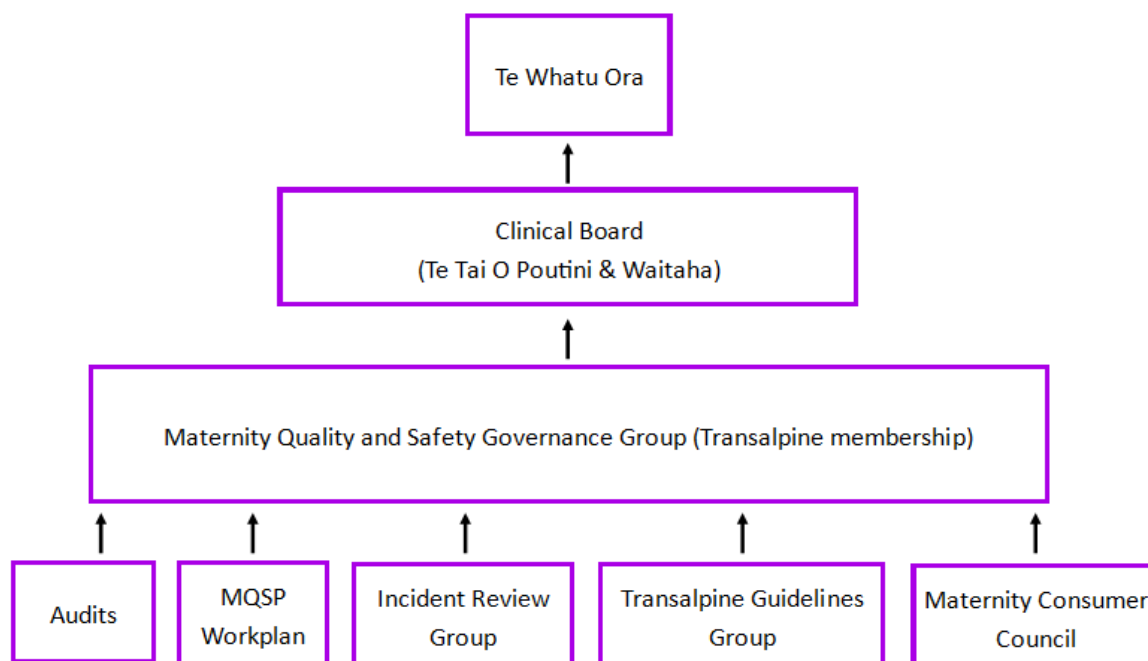 Te Whatu Ora
Clinical Board
(Te Tai O Poutini & Waitaha)
Maternity Quality and Safety Governance Group (Transalpine membership)
Audits
MQSP
Workplan
Incident Review
Group
Transalpine Guidelines
Group
Maternity Consumer
Council